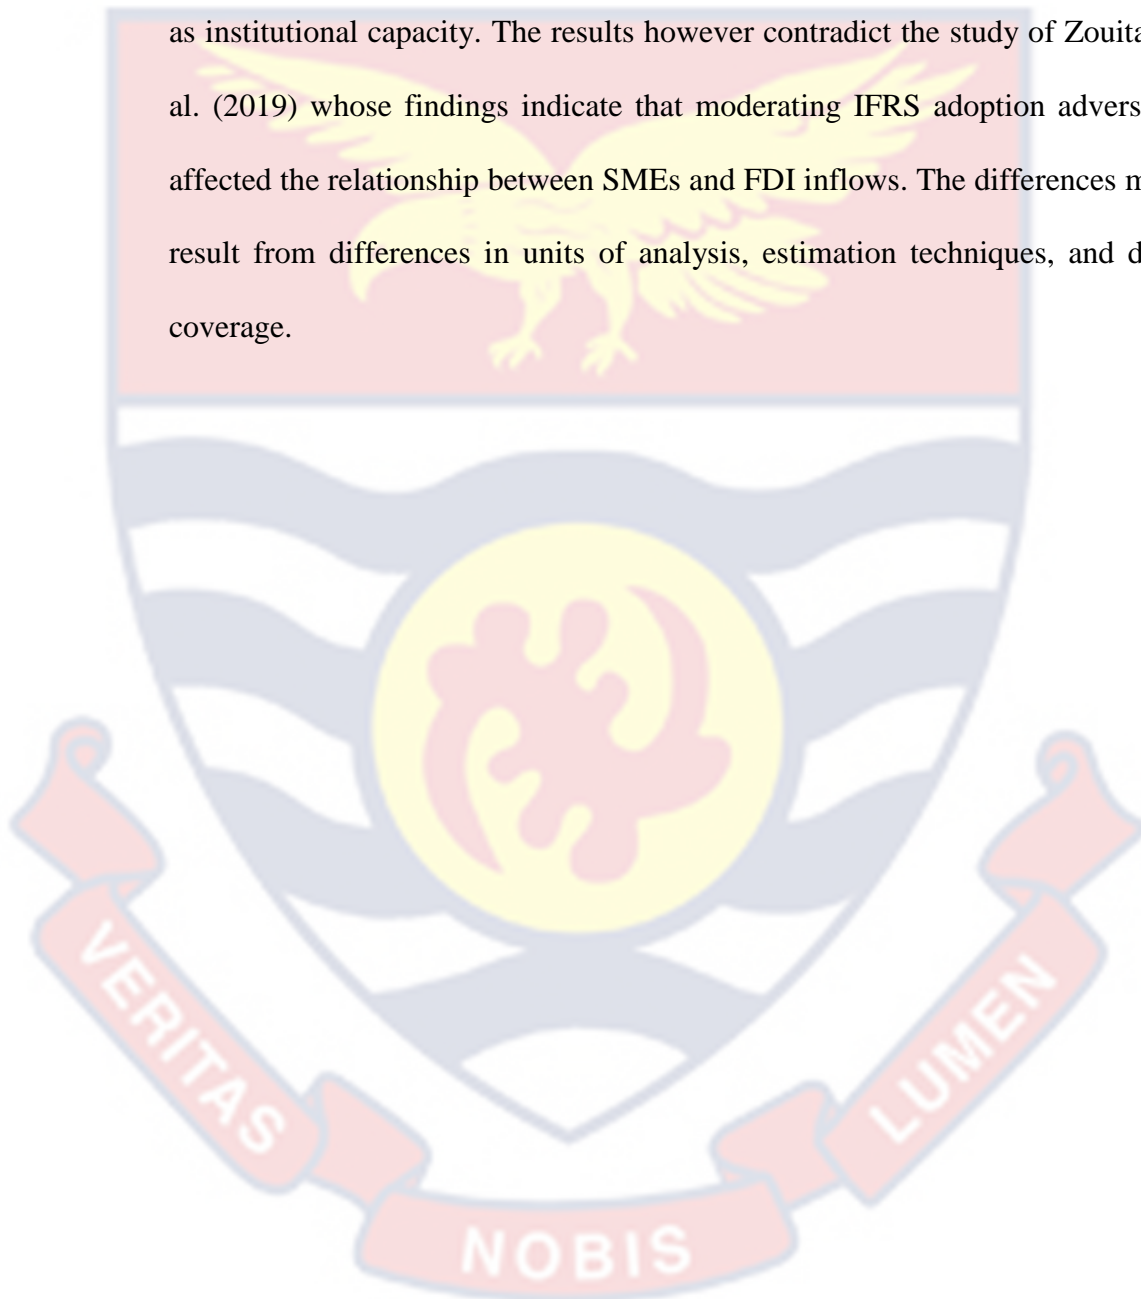 as institutional capacity. The results however contradict the study of Zouita
al. (2019) whose findings indicate that moderating IFRS adoption advers
affected the relationship between SMEs and FDI inflows. The differences m
result from differences in units of analysis, estimation techniques, and d
coverage.
VERITAS
NOBIS
LUMEN